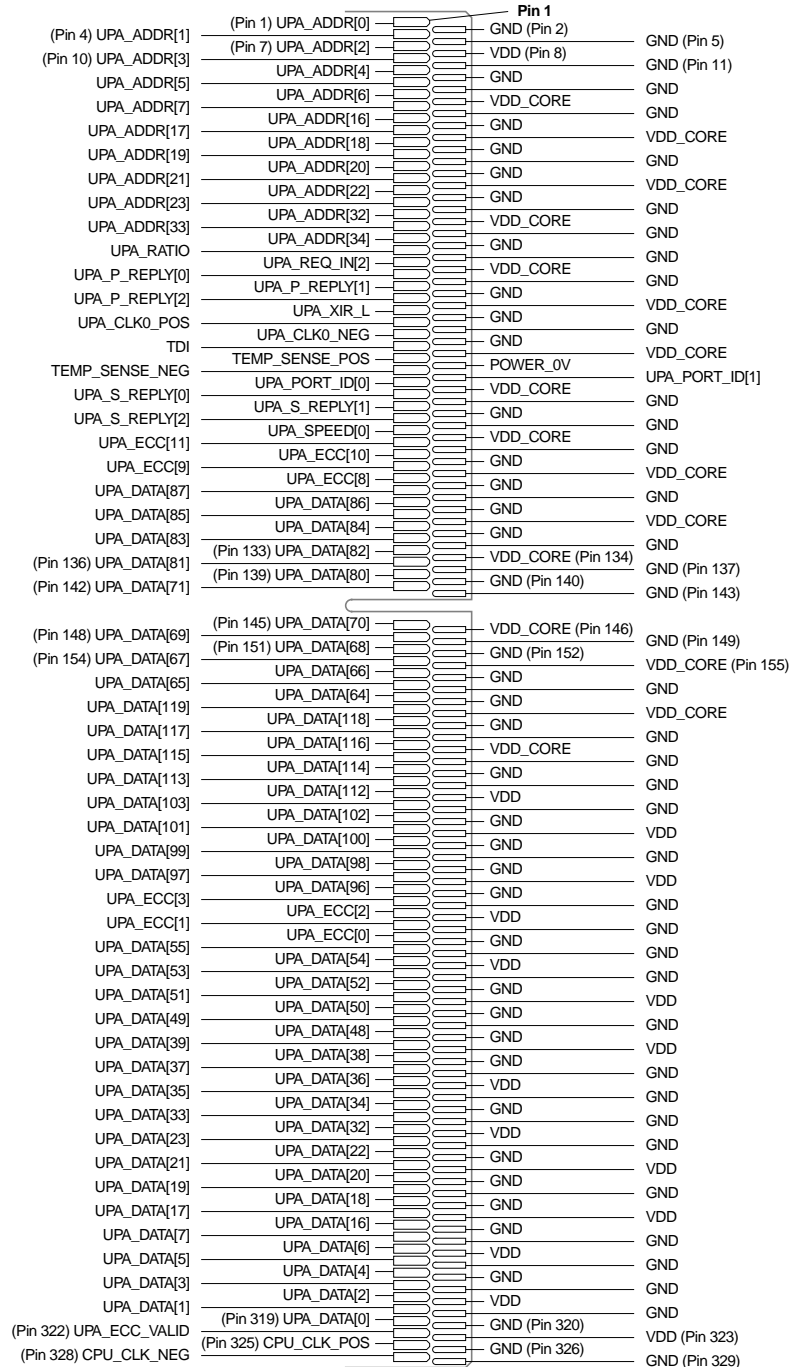 Pin 1
(Pin 1) UPA_ADDR[0] GND (Pin 2)
(Pin 4) UPA_ADDR[1] GND (Pin 5)
(Pin 7) UPA_ADDR[2] VDD (Pin 8)
(Pin 10) UPA_ADDR[3] GND (Pin 11)
UPA_ADDR[4] GND
UPA_ADDR[5] GND
UPA_ADDR[6] VDD_CORE
UPA_ADDR[7] GND
UPA_ADDR[16] GND
UPA_ADDR[17] VDD_CORE
UPA_ADDR[18] GND
UPA_ADDR[19] GND
UPA_ADDR[20] GND
UPA_ADDR[21] VDD_CORE
UPA_ADDR[22] GND
UPA_ADDR[23] GND
UPA_ADDR[32] VDD_CORE
UPA_ADDR[33] GND
UPA_ADDR[34] GND
UPA_RATIO GND
UPA_REQ_IN[2] VDD_CORE
UPA_P_REPLY[0] GND
UPA_P_REPLY[1] GND
UPA_P_REPLY[2] VDD_CORE
UPA_XIR_L GND
UPA_CLK0_POS GND
UPA_CLK0_NEG GND
TDI VDD_CORE
TEMP_SENSE_POS POWER_0V
TEMP_SENSE_NEG UPA_PORT_ID[1]
UPA_PORT_ID[0] VDD_CORE
UPA_S_REPLY[0] GND
UPA_S_REPLY[1] GND
UPA_S_REPLY[2] GND
UPA_SPEED[0] VDD_CORE
UPA_ECC[11] GND
UPA_ECC[10] GND
UPA_ECC[9] VDD_CORE
UPA_ECC[8] GND
UPA_DATA[87] GND
UPA_DATA[86] GND
UPA_DATA[85] VDD_CORE
UPA_DATA[84] GND
UPA_DATA[83] GND
(Pin 133) UPA_DATA[82] VDD_CORE (Pin 134)
(Pin 136) UPA_DATA[81] GND (Pin 137)
(Pin 139) UPA_DATA[80] GND (Pin 140)
(Pin 142) UPA_DATA[71] GND (Pin 143)
(Pin 145) UPA_DATA[70] VDD_CORE (Pin 146)
(Pin 148) UPA_DATA[69] GND (Pin 149)
(Pin 151) UPA_DATA[68] GND (Pin 152)
(Pin 154) UPA_DATA[67] VDD_CORE (Pin 155)
UPA_DATA[66] GND
UPA_DATA[65] GND
UPA_DATA[64] GND
UPA_DATA[119] VDD_CORE
UPA_DATA[118] GND
UPA_DATA[117] GND
UPA_DATA[116] VDD_CORE
UPA_DATA[115] GND
UPA_DATA[114] GND
UPA_DATA[113] GND
UPA_DATA[112] VDD
UPA_DATA[103] GND
UPA_DATA[102] GND
UPA_DATA[101] VDD
UPA_DATA[100] GND
UPA_DATA[99] GND
UPA_DATA[98] GND
UPA_DATA[97] VDD
UPA_DATA[96] GND
UPA_ECC[3] GND
UPA_ECC[2] VDD
UPA_ECC[1] GND
UPA_ECC[0] GND
UPA_DATA[55] GND
UPA_DATA[54] VDD
UPA_DATA[53] GND
UPA_DATA[52] GND
UPA_DATA[51] VDD
UPA_DATA[50] GND
UPA_DATA[49] GND
UPA_DATA[48] GND
UPA_DATA[39] VDD
UPA_DATA[38] GND
UPA_DATA[37] GND
UPA_DATA[36] VDD
UPA_DATA[35] GND
UPA_DATA[34] GND
UPA_DATA[33] GND
UPA_DATA[32] VDD
UPA_DATA[23] GND
UPA_DATA[22] GND
UPA_DATA[21] VDD
UPA_DATA[20] GND
UPA_DATA[19] GND
UPA_DATA[18] GND
UPA_DATA[17] VDD
UPA_DATA[16] GND
UPA_DATA[7] GND
UPA_DATA[6] VDD
UPA_DATA[5] GND
UPA_DATA[4] GND
UPA_DATA[3] GND
UPA_DATA[2] VDD
UPA_DATA[1] GND
(Pin 319) UPA_DATA[0] GND (Pin 320)
(Pin 322) UPA_ECC_VALID VDD (Pin 323)
(Pin 325) CPU_CLK_POS GND (Pin 326)
(Pin 328) CPU_CLK_NEG GND (Pin 329)